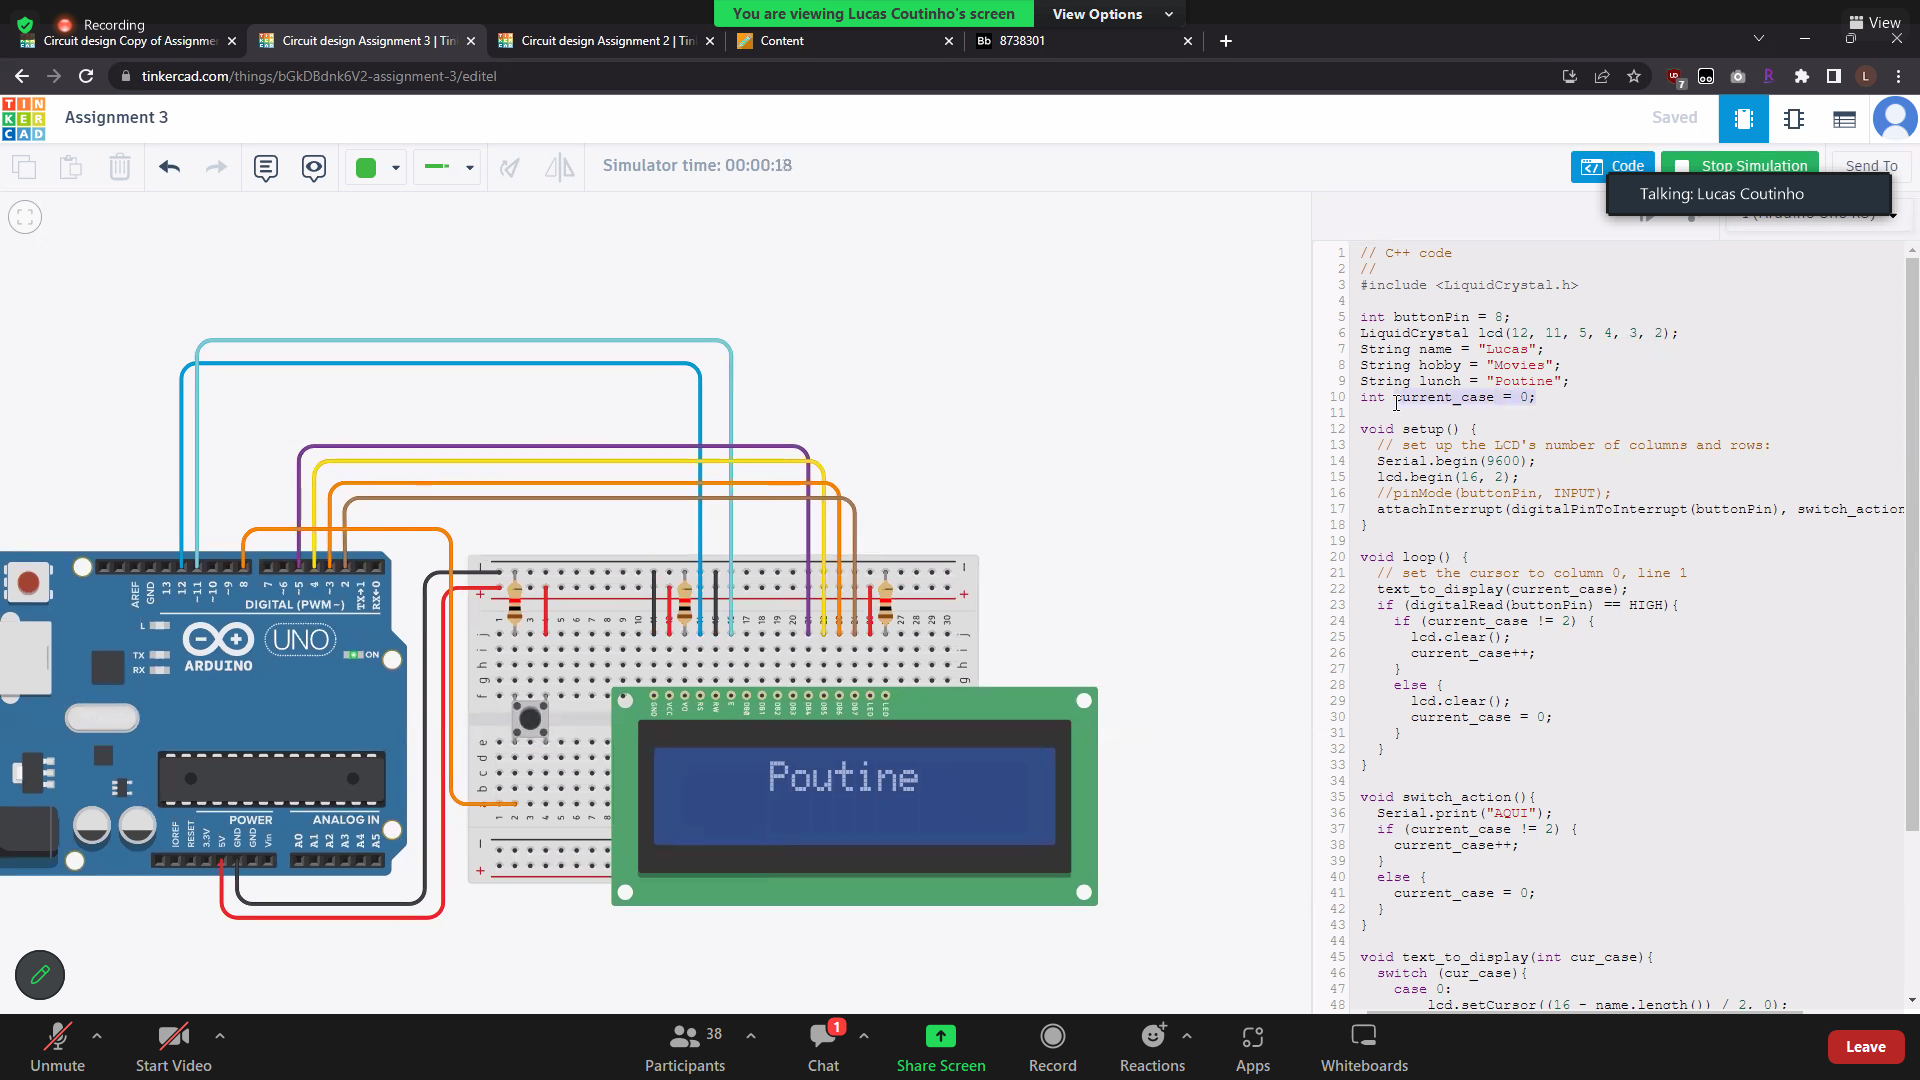 Recording
You are viewing Lucas Coutinho's screen
View Options
View
Circuit design Copy of Assignme
Circuit design Assignment 3 | Tin
Circuit design Assignment 2 | Tin
Content
Bb 8738301
tinkercad.com/things/bGkDBdnk6V2-assignment-3/editel
7
L
TIN
KER
CAD
Assignment 3
Saved
Simulator time: 00:00:18
Code
Stop Simulation
Send To
Talking: Lucas Coutinho
1 // C++ code
2 //
3 #include <LiquidCrystal.h>
4
5 int buttonPin = 8;
6 LiquidCrystal lcd(12, 11, 5, 4, 3, 2);
7 String name = "Lucas";
8 String hobby = "Movies";
9 String lunch = "Poutine";
10 int current_case = 0;
11
12 void setup() {
13 // set up the LCD's number of columns and rows:
14 Serial.begin(9600);
15 lcd.begin(16, 2);
16 //pinMode(buttonPin, INPUT);
17 attachInterrupt(digitalPinToInterrupt(buttonPin), switch_action
18 }
19
20 void loop() {
21 // set the cursor to column 0, line 1
22 text_to_display(current_case);
23 if (digitalRead(buttonPin) == HIGH){
24 if (current_case != 2) {
25 lcd.clear();
26 current_case++;
27 }
28 else {
29 lcd.clear();
30 current_case = 0;
31 }
32 }
33 }
34
35 void switch_action(){
36 Serial.print("AQUI");
37 if (current_case != 2) {
38 current_case++;
39 }
40 else {
41 current_case = 0;
42 }
43 }
44
45 void text_to_display(int cur_case){
46 switch (cur_case){
47 case 0:
48 lcd.setCursor((16 - name.length()) / 2, 0);
AREF GND 13 12 ~11 ~10 ~9 8 7 ~6 ~5 4 ~3 2 TX→1 RX←0
DIGITAL (PWM~)
L
TX
RX
UNO
ON
ARDUINO
POWER
ANALOG IN
IOREF RESET 3.3V 5V GND GND Vin A0 A1 A2 A3 A4 A5
GND VCC VO RS RW E DB0 DB1 DB2 DB3 DB4 DB5 DB6 DB7 LED LED
Poutine
Unmute
Start Video
38
Participants
1
Chat
Share Screen
Record
Reactions
Apps
Whiteboards
Leave